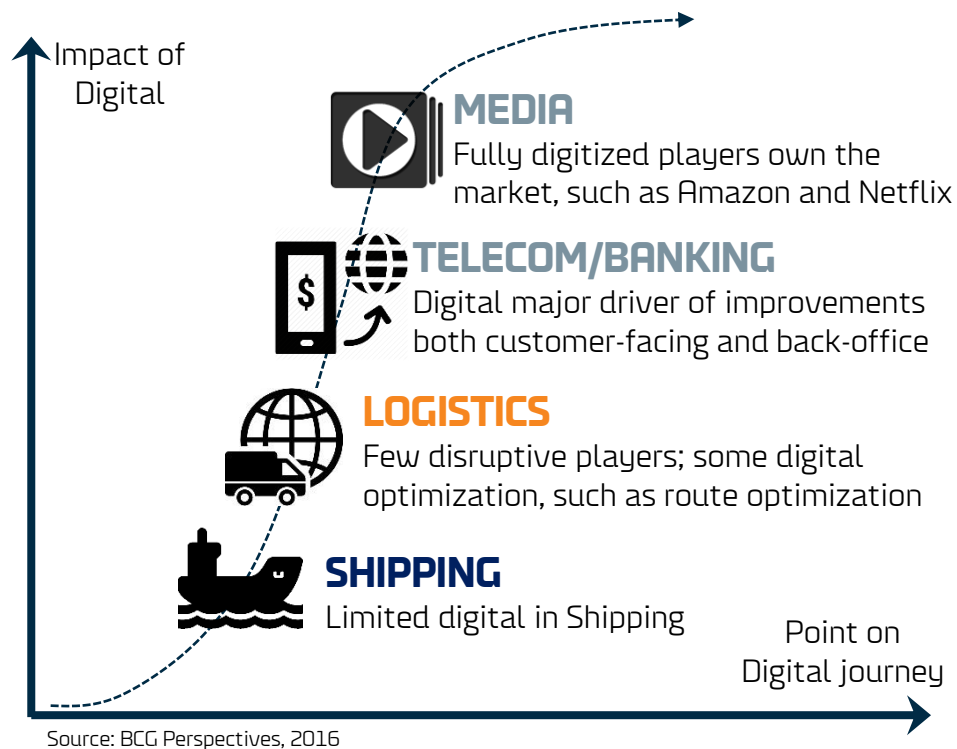 Impact of
Digital
MEDIA
Fully digitized players own the
market, such as Amazon and Netflix
$
TELECOM/BANKING
Digital major driver of improvements
both customer-facing and back-office
LOGISTICS
Few disruptive players; some digital
optimization, such as route optimization
SHIPPING
Limited digital in Shipping
Point on
Digital journey
Source: BCG Perspectives, 2016